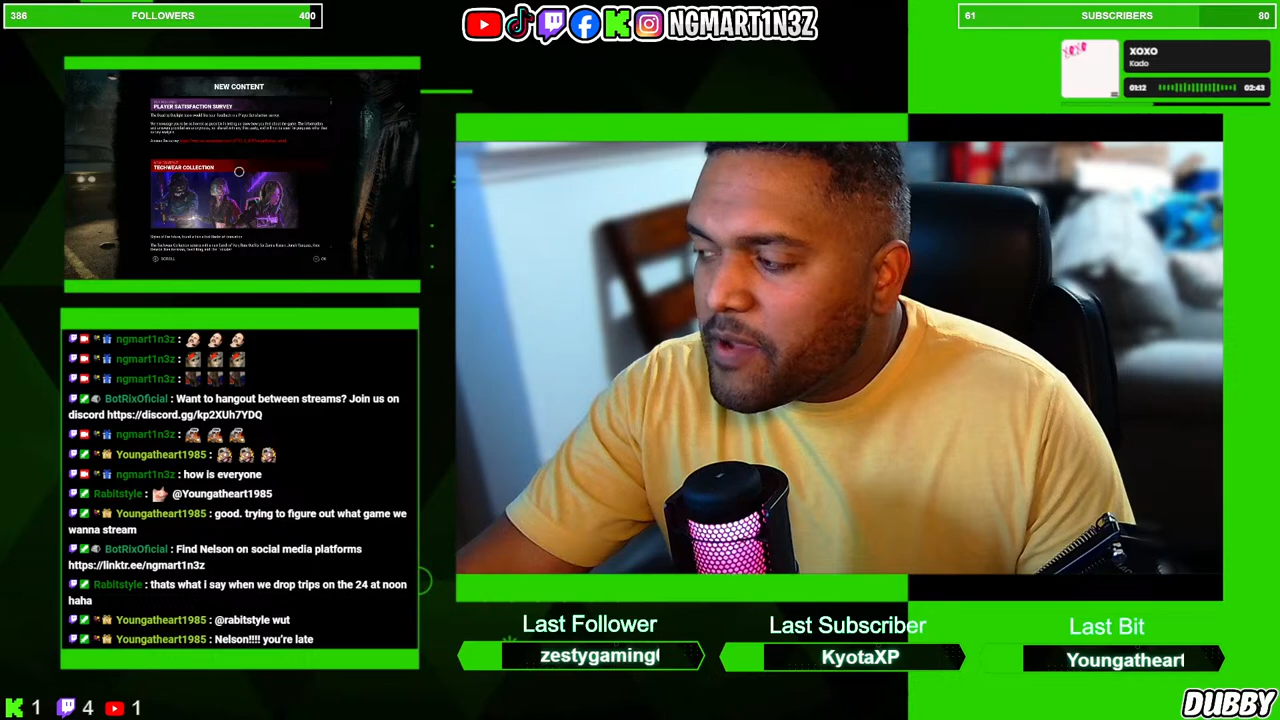 386
FOLLOWERS
400
NGMART1N3Z
61
SUBSCRIBERS
80
XOXO
Kado
01:12
02:43
NEW CONTENT
PLAYER SATISFACTION SURVEY
TECHWEAR COLLECTION
SCROLL
OK
ngmart1n3z :
ngmart1n3z :
ngmart1n3z :
BotRixOficial : Want to hangout between streams? Join us on
discord https://discord.gg/kp2XUh7YDQ
ngmart1n3z :
Youngatheart1985 :
ngmart1n3z : how is everyone
Rabitstyle : @Youngatheart1985
Youngatheart1985 : good. trying to figure out what game we
wanna stream
BotRixOficial : Find Nelson on social media platforms
https://linktr.ee/ngmart1n3z
Rabitstyle : thats what i say when we drop trips on the 24 at noon
haha
Youngatheart1985 : @rabitstyle wut
Youngatheart1985 : Nelson!!!! you're late
Last Follower
zestygaming
Last Subscriber
KyotaXP
Last Bit
Youngathear
1
4
1
DUBBY